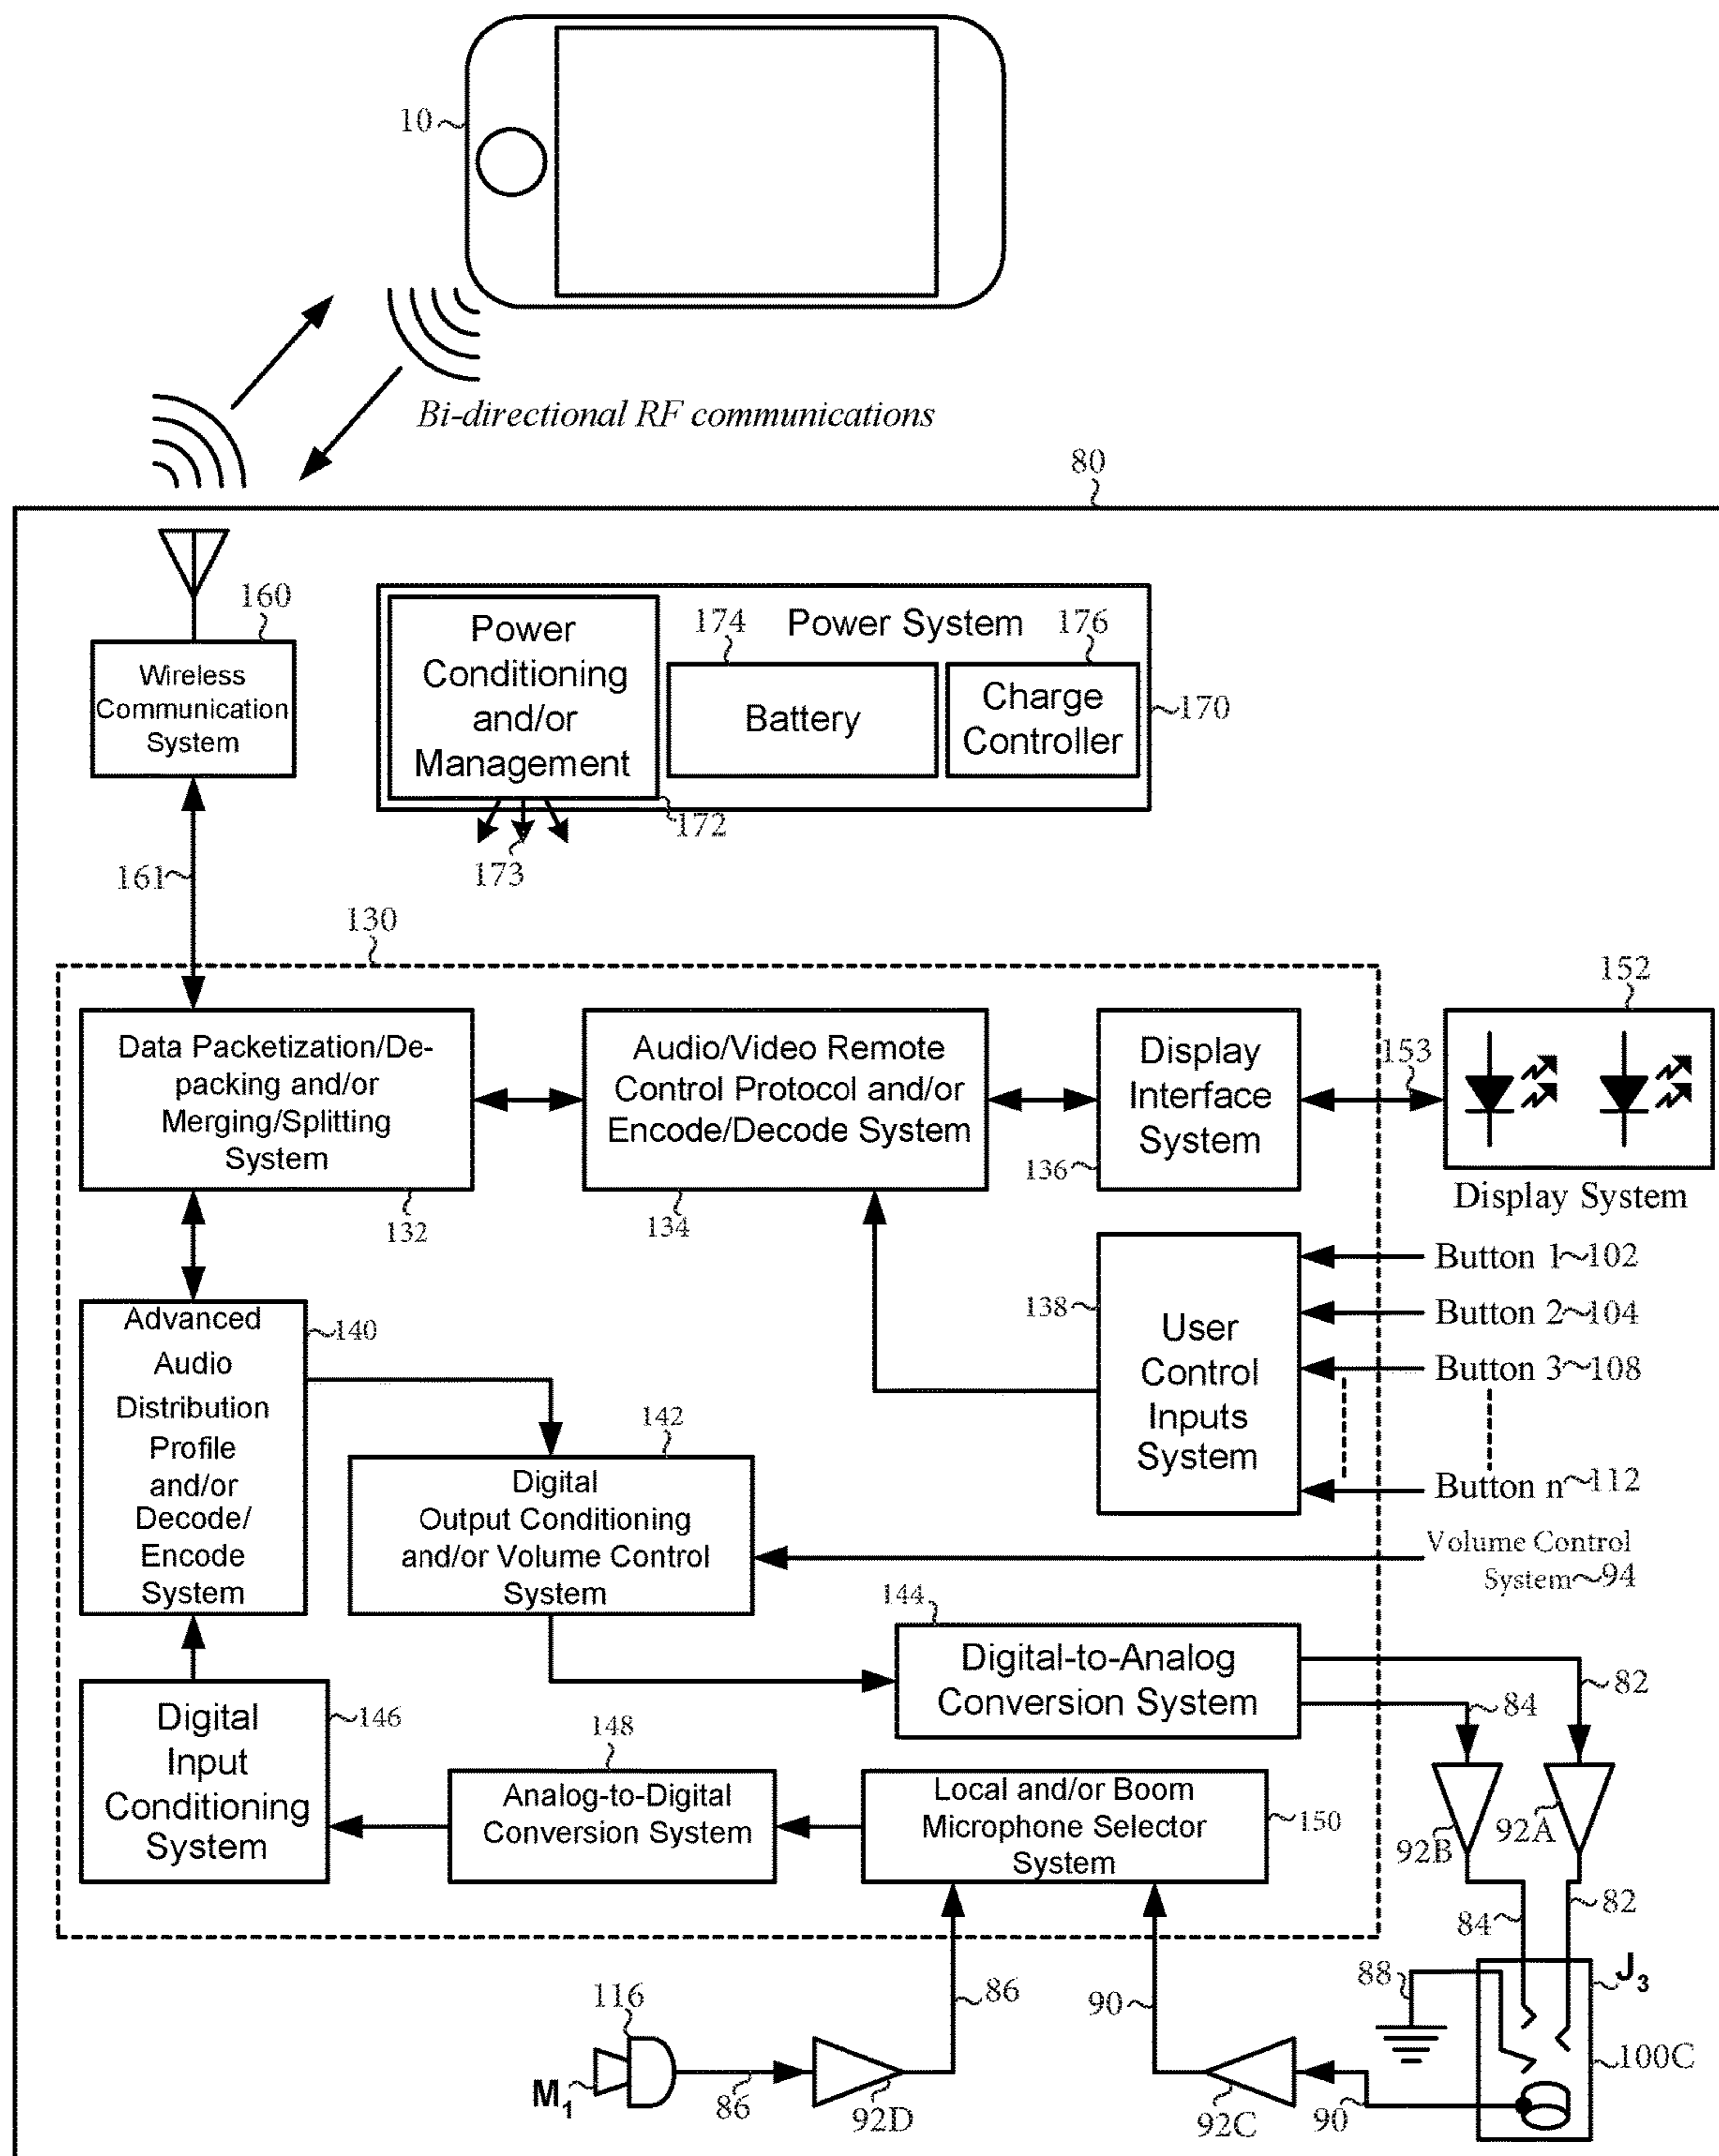 10
Bi-directional RF communications
80
160
Wireless
Communication
System
Power
Conditioning
and/or
Management
Power System
174
Battery
176
Charge
Controller
170
172
173
161
130
Data Packetization/De-
packing and/or
Merging/Splitting
System
132
Audio/Video Remote
Control Protocol and/or
Encode/Decode System
134
Display
Interface
System
136
153
152
Display System
138
User
Control
Inputs
System
Button 1~102
Button 2~104
Button 3~108
Button n~112
Volume Control
System~94
Advanced
Audio
Distribution
Profile
and/or
Decode/
Encode
System
140
142
Digital
Output Conditioning
and/or Volume Control
System
144
Digital-to-Analog
Conversion System
82
84
92B
92A
Digital
Input
Conditioning
System
146
148
Analog-to-Digital
Conversion System
Local and/or Boom
Microphone Selector
System
150
84
82
88
J3
100C
116
M1
86
92D
86
90
92C
90